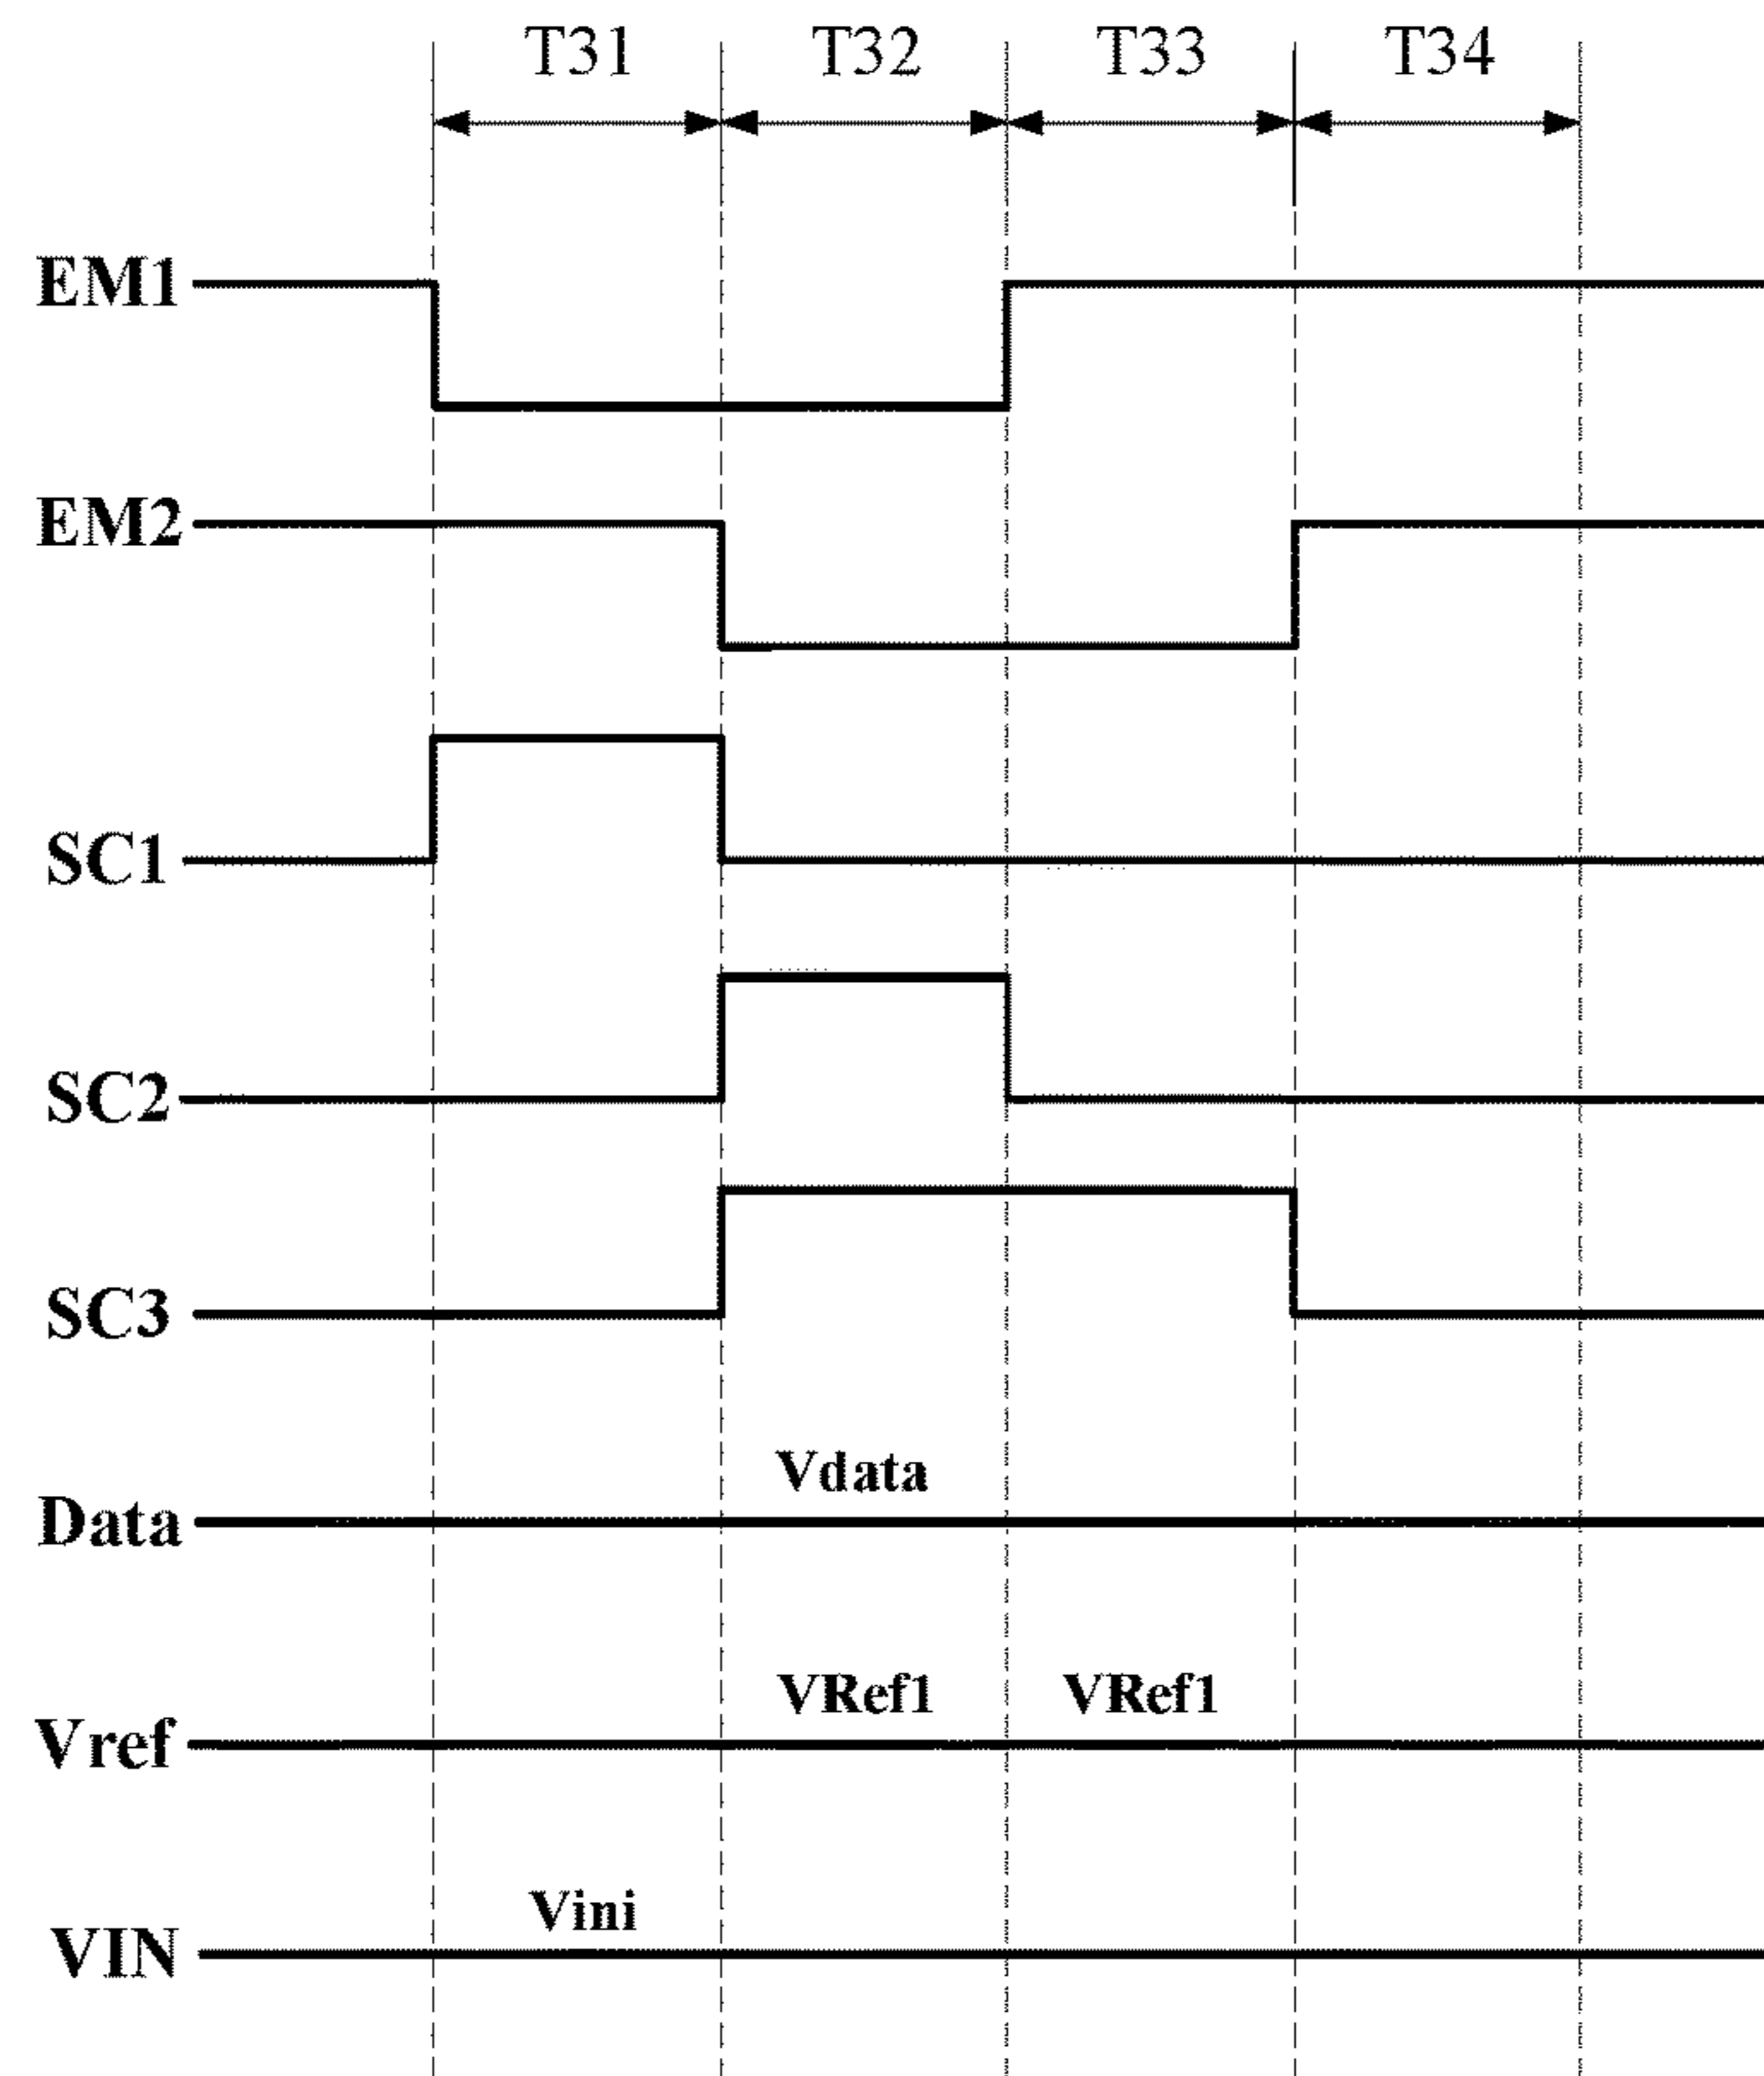 T31 T32 T33 T34
EM1
EM2
SC1
SC2
SC3
Vdata
Data
VRef1 VRef1
Vref
Vini
VIN